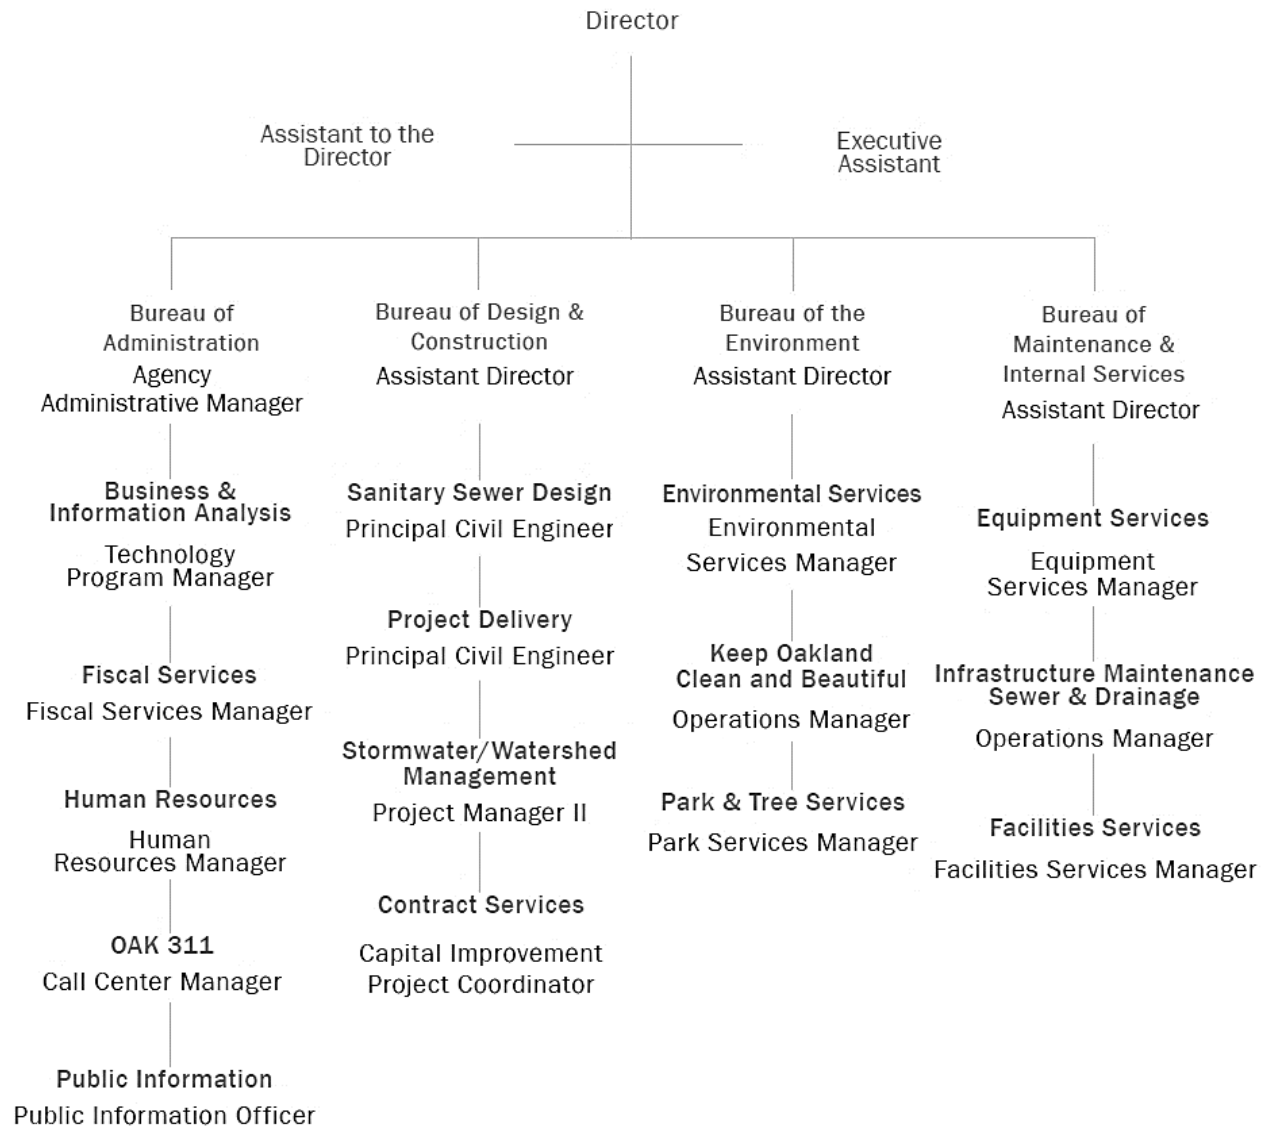 Director
Assistant to the
Director
Executive
Assistant
Bureau of
Administration
Agency
Administrative Manager
Business &
Information Analysis
Technology
Program Manager
Fiscal Services
Fiscal Services Manager
Human Resources
Human
Resources Manager
OAK 311
Call Center Manager
Public Information
Public Information Officer
Bureau of Design &
Construction
Assistant Director
Sanitary Sewer Design
Principal Civil Engineer
Project Delivery
Principal Civil Engineer
Stormwater/Watershed
Management
Project Manager II
Contract Services
Capital Improvement
Project Coordinator
Bureau of the
Environment
Assistant Director
Environmental Services
Environmental
Services Manager
Keep Oakland
Clean and Beautiful
Operations Manager
Park & Tree Services
Park Services Manager
Bureau of
Maintenance &
Internal Services
Assistant Director
Equipment Services
Equipment
Services Manager
Infrastructure Maintenance
Sewer & Drainage
Operations Manager
Facilities Services
Facilities Services Manager